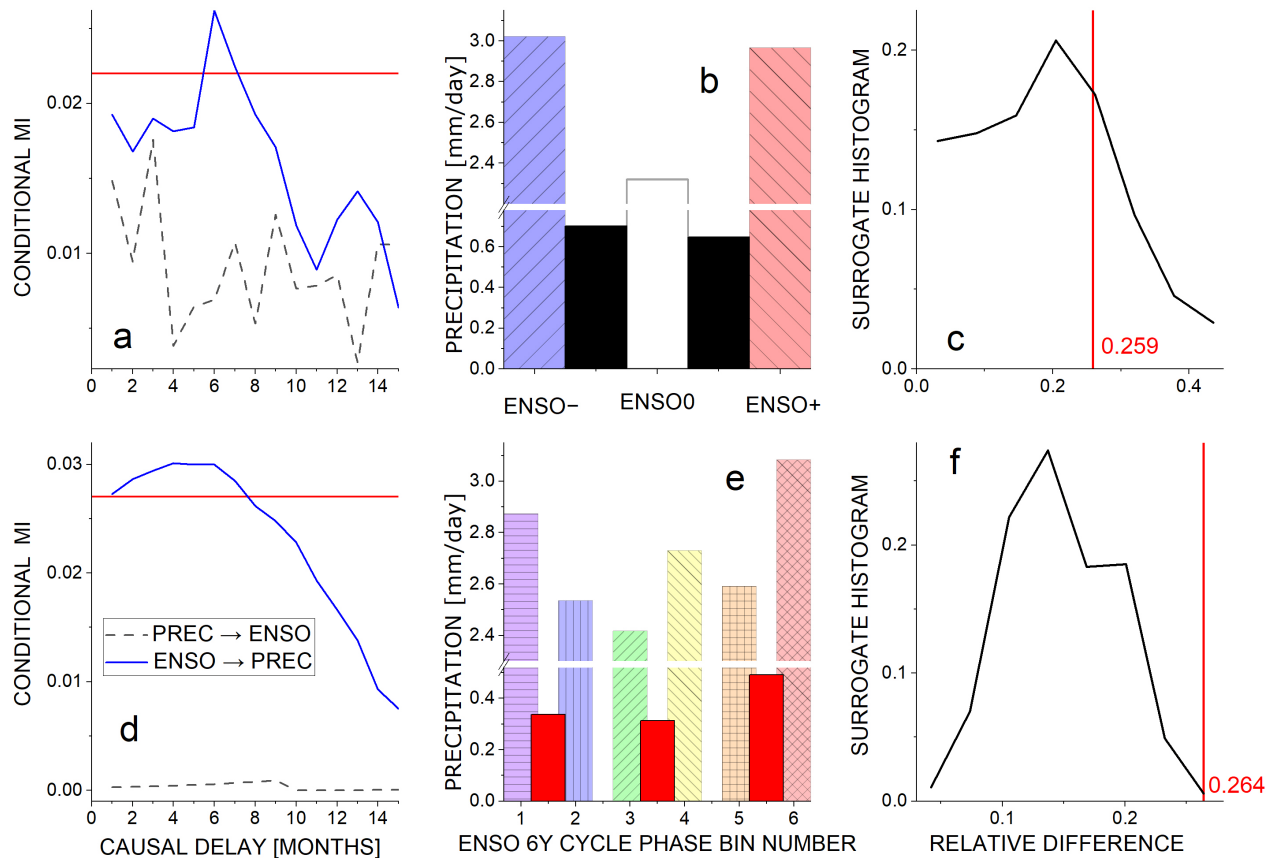 CONDITIONAL MI
0.02
0.01
0 2 4 6 8 10 12 14
a
PRECIPITATION [mm/day]
3.0
2.8
2.6
2.4
0.6
0.4
0.2
0.0
b
ENSO− ENSO0 ENSO+
SURROGATE HISTOGRAM
0.2
0.1
0.0
c
0.259
0.0 0.2 0.4
CONDITIONAL MI
0.03
0.02
0.01
0.00
PREC → ENSO
ENSO → PREC
d
0 2 4 6 8 10 12 14
CAUSAL DELAY [MONTHS]
PRECIPITATION [mm/day]
3.0
2.8
2.6
2.4
0.4
0.2
0.0
e
1 2 3 4 5 6
ENSO 6Y CYCLE PHASE BIN NUMBER
SURROGATE HISTOGRAM
0.2
0.1
0.0
f
0.264
0.1 0.2
RELATIVE DIFFERENCE